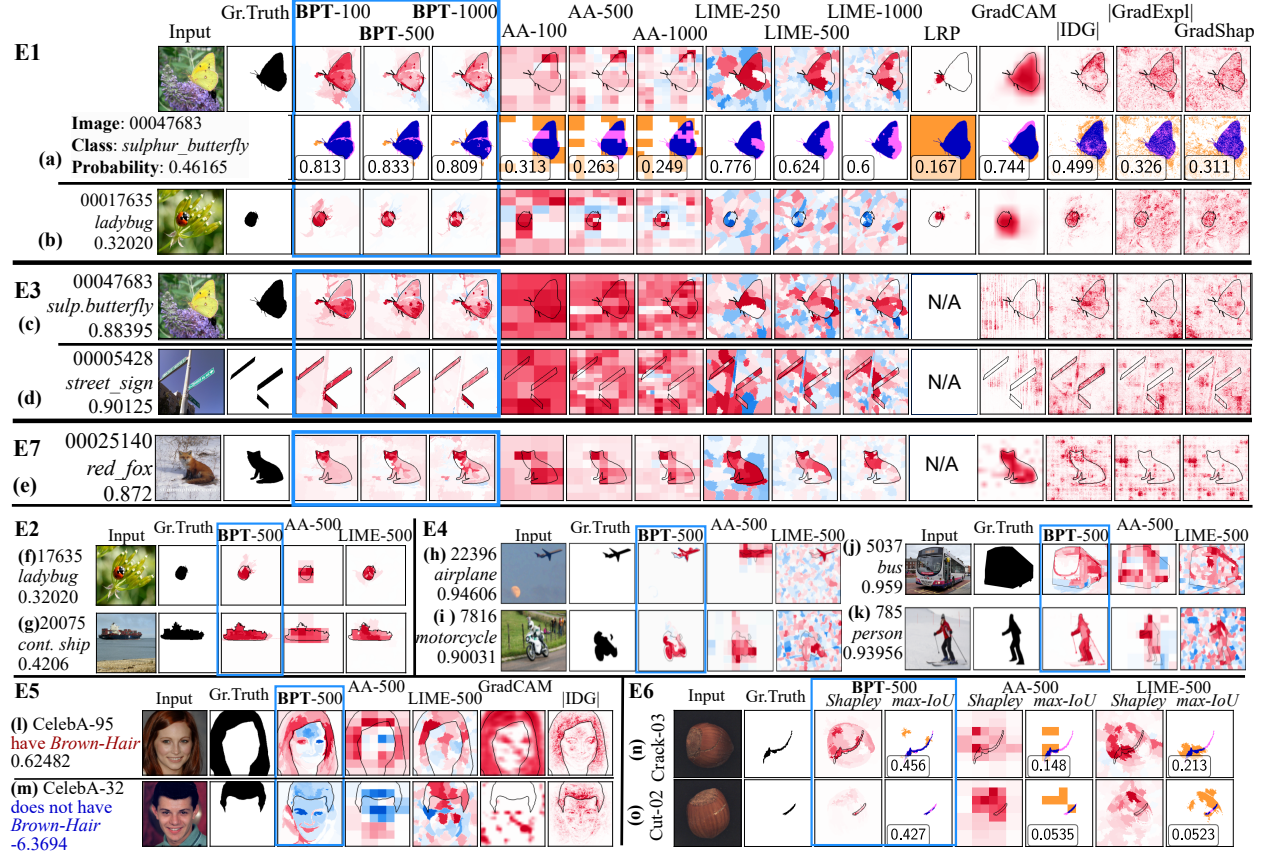 Gr.Truth BPT-100 BPT-1000 AA-500 LIME-250 LIME-1000 GradCAM |GradExpl|
Input BPT-500 AA-100 AA-1000 LIME-500 LRP |IDG| GradShap
E1
Image: 00047683
Class: sulphur_butterfly
(a)
Probability: 0.46165
0.813 0.833 0.809 0.313 0.263 0.249 0.776 0.624 0.6 0.167 0.744 0.499 0.326 0.311
00017635
ladybug
(b) 0.32020
E3 00047683
sulp.butterfly
(c) 0.88395
N/A
00005428
street_sign
(d) 0.90125
N/A
E7 00025140
red_fox
(e) 0.872
N/A
E2 Input Gr.Truth BPT-500 AA-500 LIME-500
(f)17635
ladybug
0.32020
(g)20075
cont. ship
0.4206
E4 Input Gr.Truth BPT-500 AA-500 LIME-500
(h) 22396
airplane
0.94606
(i ) 7816
motorcycle
0.90031
Input Gr.Truth BPT-500 AA-500 LIME-500
(j) 5037
bus
0.959
(k) 785
person
0.93956
E5 Input Gr.Truth BPT-500 AA-500 LIME-500 GradCAM |IDG|
(l) CelebA-95
have Brown-Hair
0.62482
(m) CelebA-32
does not have
Brown-Hair
-6.3694
E6 Input Gr.Truth BPT-500 AA-500 LIME-500
Shapley max-IoU Shapley max-IoU Shapley max-IoU
(n) Crack-03
0.456 0.148 0.213
(o) Cut-02
0.427 0.0535 0.0523